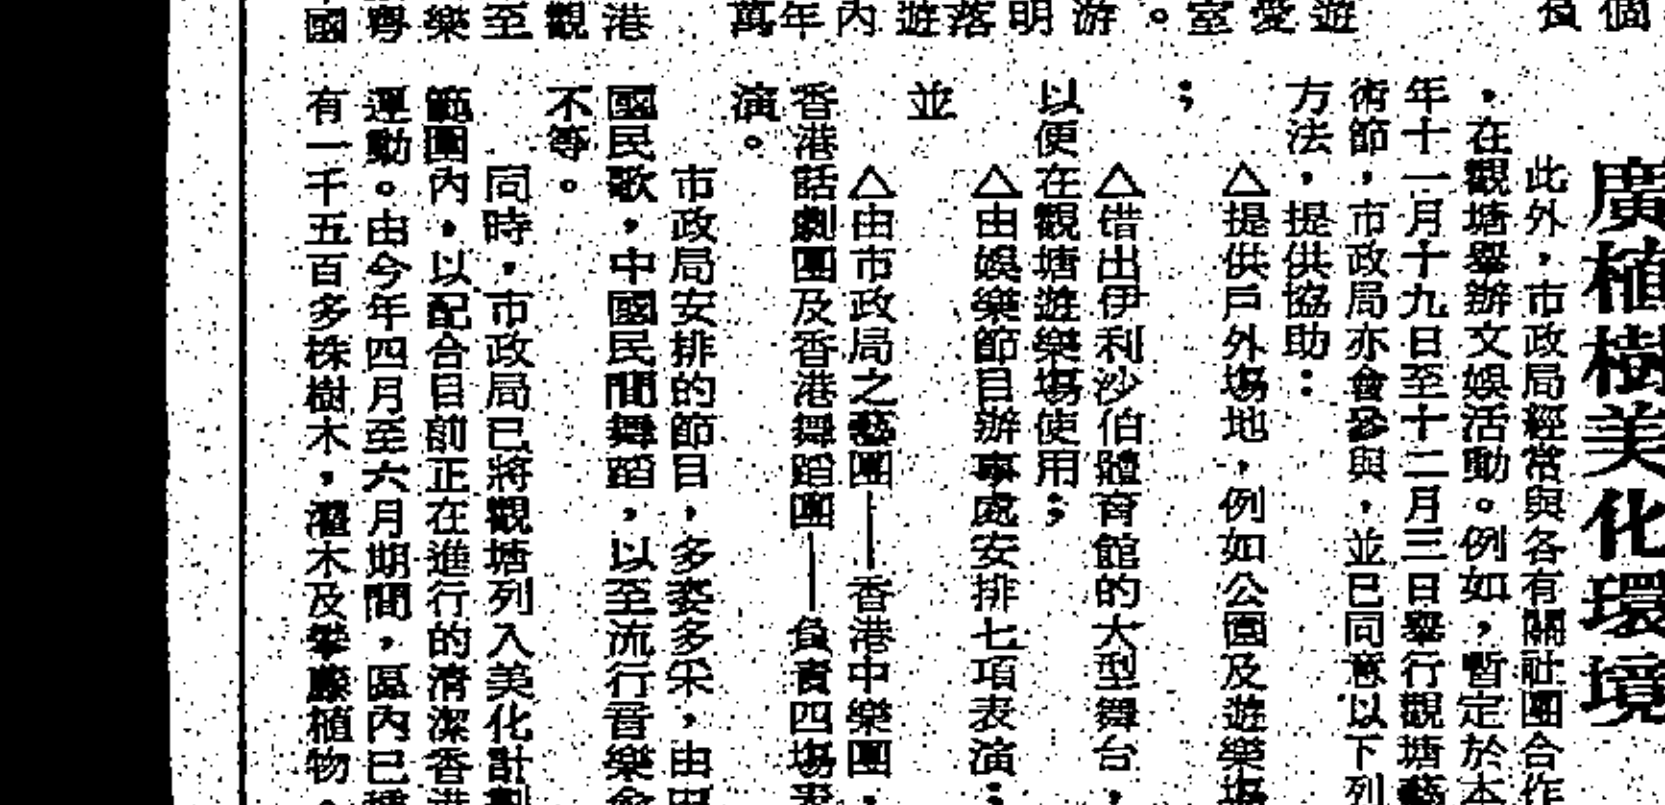 個
負
遊
愛
室。
游
明
落
遊
內
年
萬
港
觀
至
樂
粵
國
廣植樹美化環境
此外，市政局經常與各有關社團合作
，在觀塘舉辦文娛活動。例如，暫定於本
年十一月十九日至十二月三日舉行觀塘藝
術節，市政局亦會參與，並已同意以下列
方法，提供協助：
△提供戶外場地，例如公園及遊樂場
；
△借出伊利沙伯體育館的大型舞台，
以便在觀塘遊樂場使用；
△由娛樂節目辦事處安排七項表演；
並
△由市政局之藝團——香港中樂團，
香港話劇團及香港舞蹈團——負責四場表
演。
市政局安排的節目，多姿多采，由
國民歌，中國民間舞蹈，以至流行音樂會
不等。
同時，市政局已將觀塘列入美化計劃
範圍內，以配合目前正在進行的清潔香港
運動。由今年四月至六月期間，區內已
有一千五百多株樹木，灌木及攀藤植物，